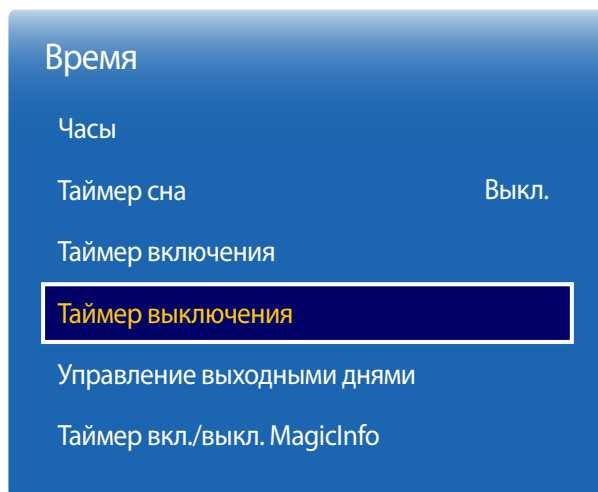 Время
Часы
Таймер сна Выкл.
Таймер включения
Таймер выключения
Управление выходными днями
Таймер вкл./выкл. MagicInfo